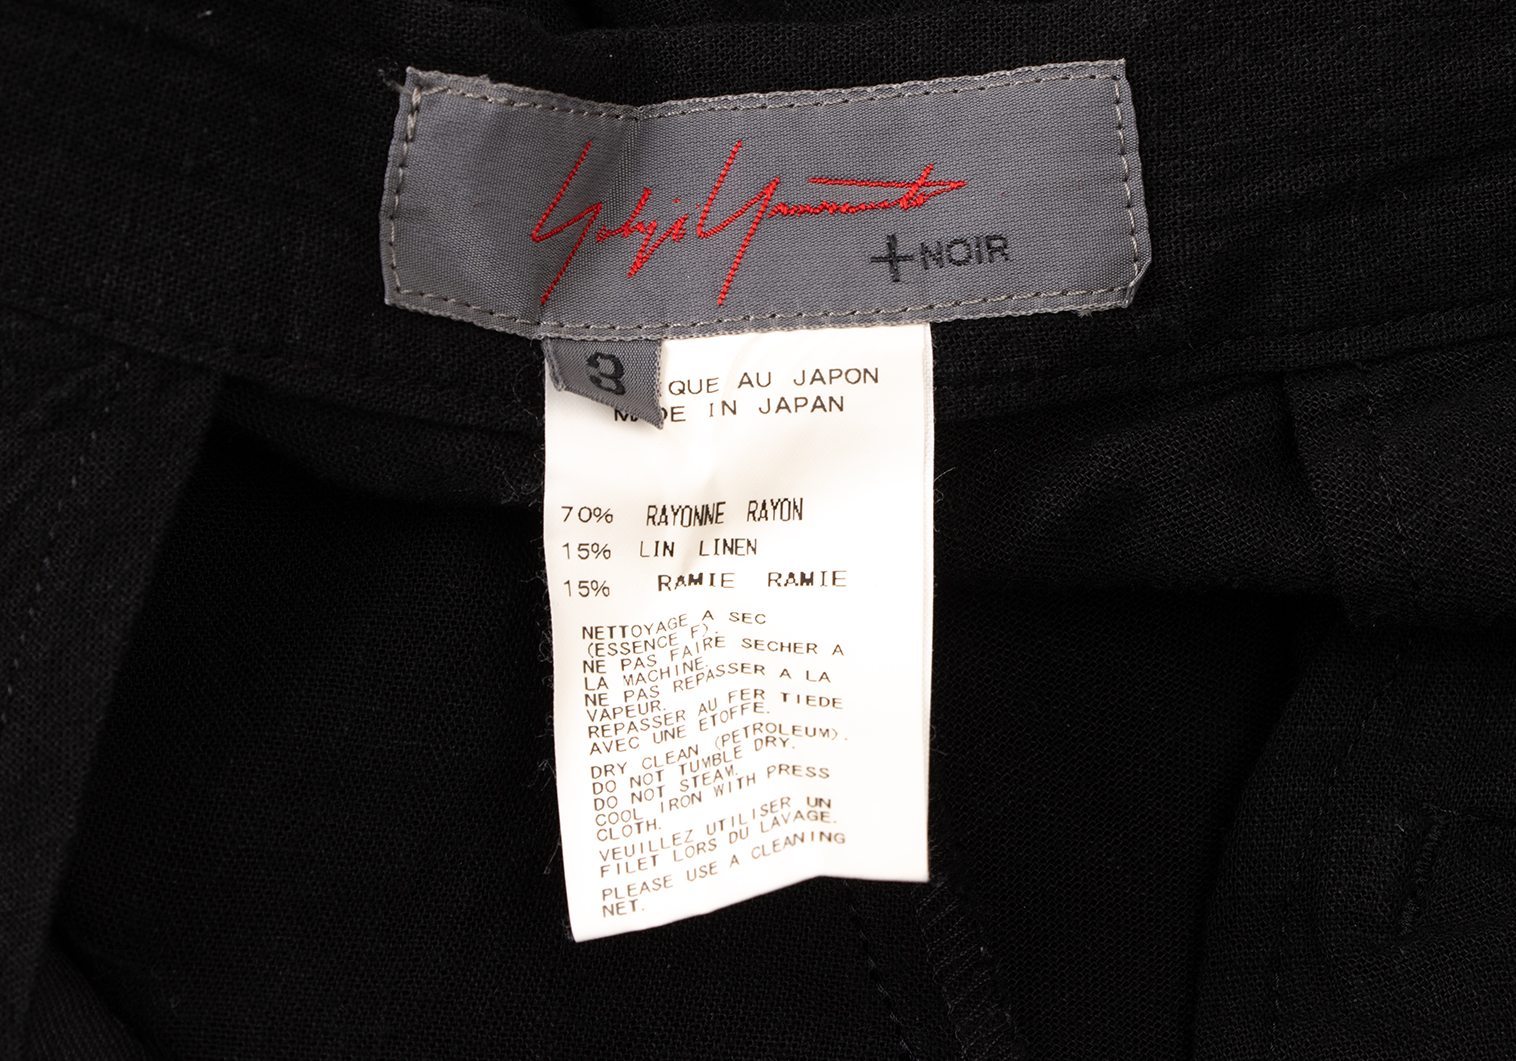 Yohji Yamamoto
+NOIR
3
QUE AU JAPON
MADE IN JAPAN
70% RAYONNE RAYON
15% LIN LINEN
15% RAMIE RAMIE
NETTOYAGE A SEC
(ESSENCE F).
NE PAS FAIRE SECHER A
LA MACHINE.
NE PAS REPASSER A LA
VAPEUR.
REPASSER AU FER TIEDE
AVEC UNE ETOFFE.
DRY CLEAN (PETROLEUM).
DO NOT TUMBLE DRY.
DO NOT STEAM.
COOL IRON WITH PRESS
CLOTH.
VEUILLEZ UTILISER UN
FILET LORS DU LAVAGE.
PLEASE USE A CLEANING
NET.